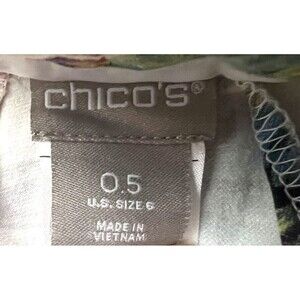 chico's®
0.5
U.S. SIZE 6
MADE IN
VIETNAM